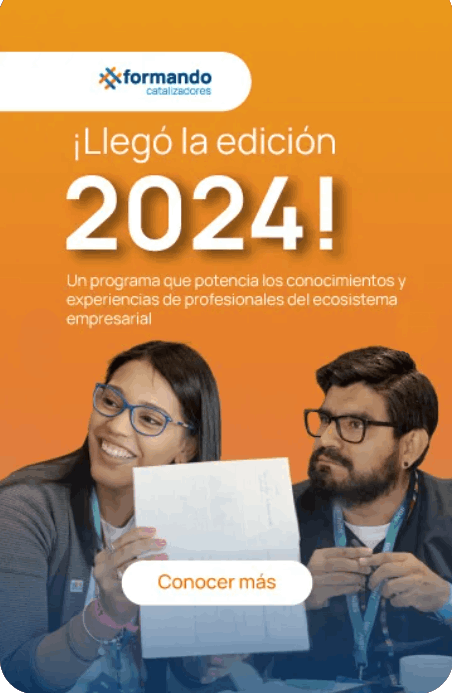 formando
catalizadores
¡Llegó la edición
2024!
Un programa que potencia los conocimientos y
experiencias de profesionales del ecosistema
empresarial
Conocer más